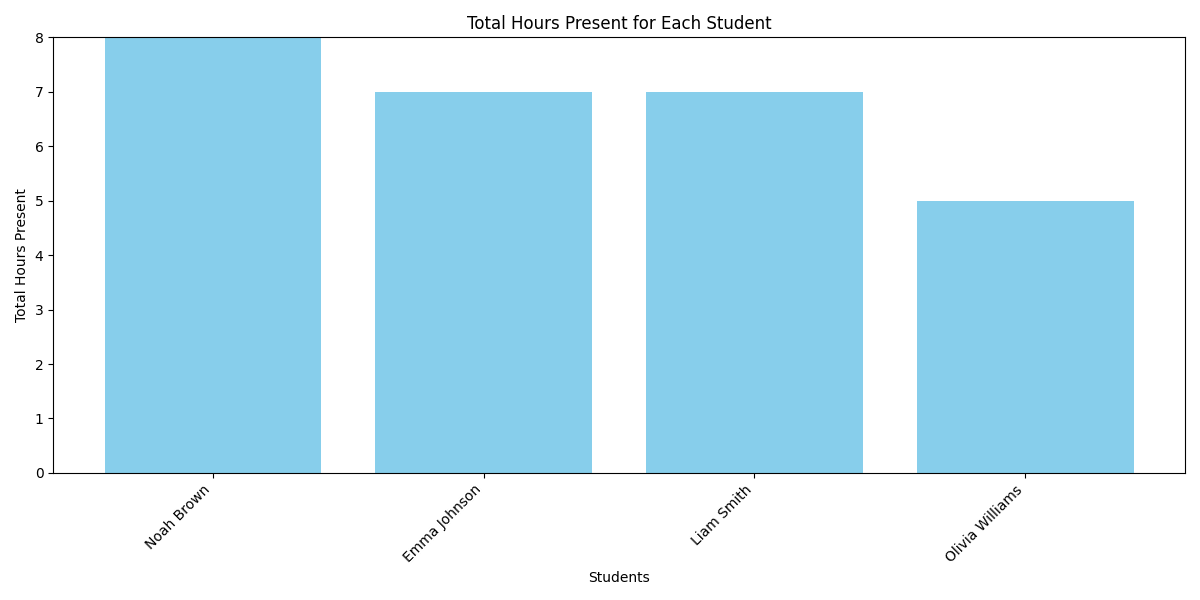 Total Hours Present for Each Student
Total Hours Present
8
7
6
5
4
3
2
1
0
Noah Brown
Emma Johnson
Liam Smith
Olivia Williams
Students